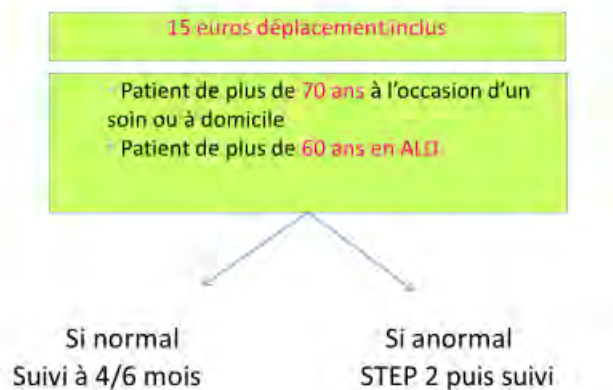 15 euros déplacement inclus
- Patient de plus de 70 ans à l'occasion d'un
soin ou à domicile
- Patient de plus de 60 ans en ALD
Si normal
Si anormal
Suivi à 4/6 mois
STEP 2 puis suivi